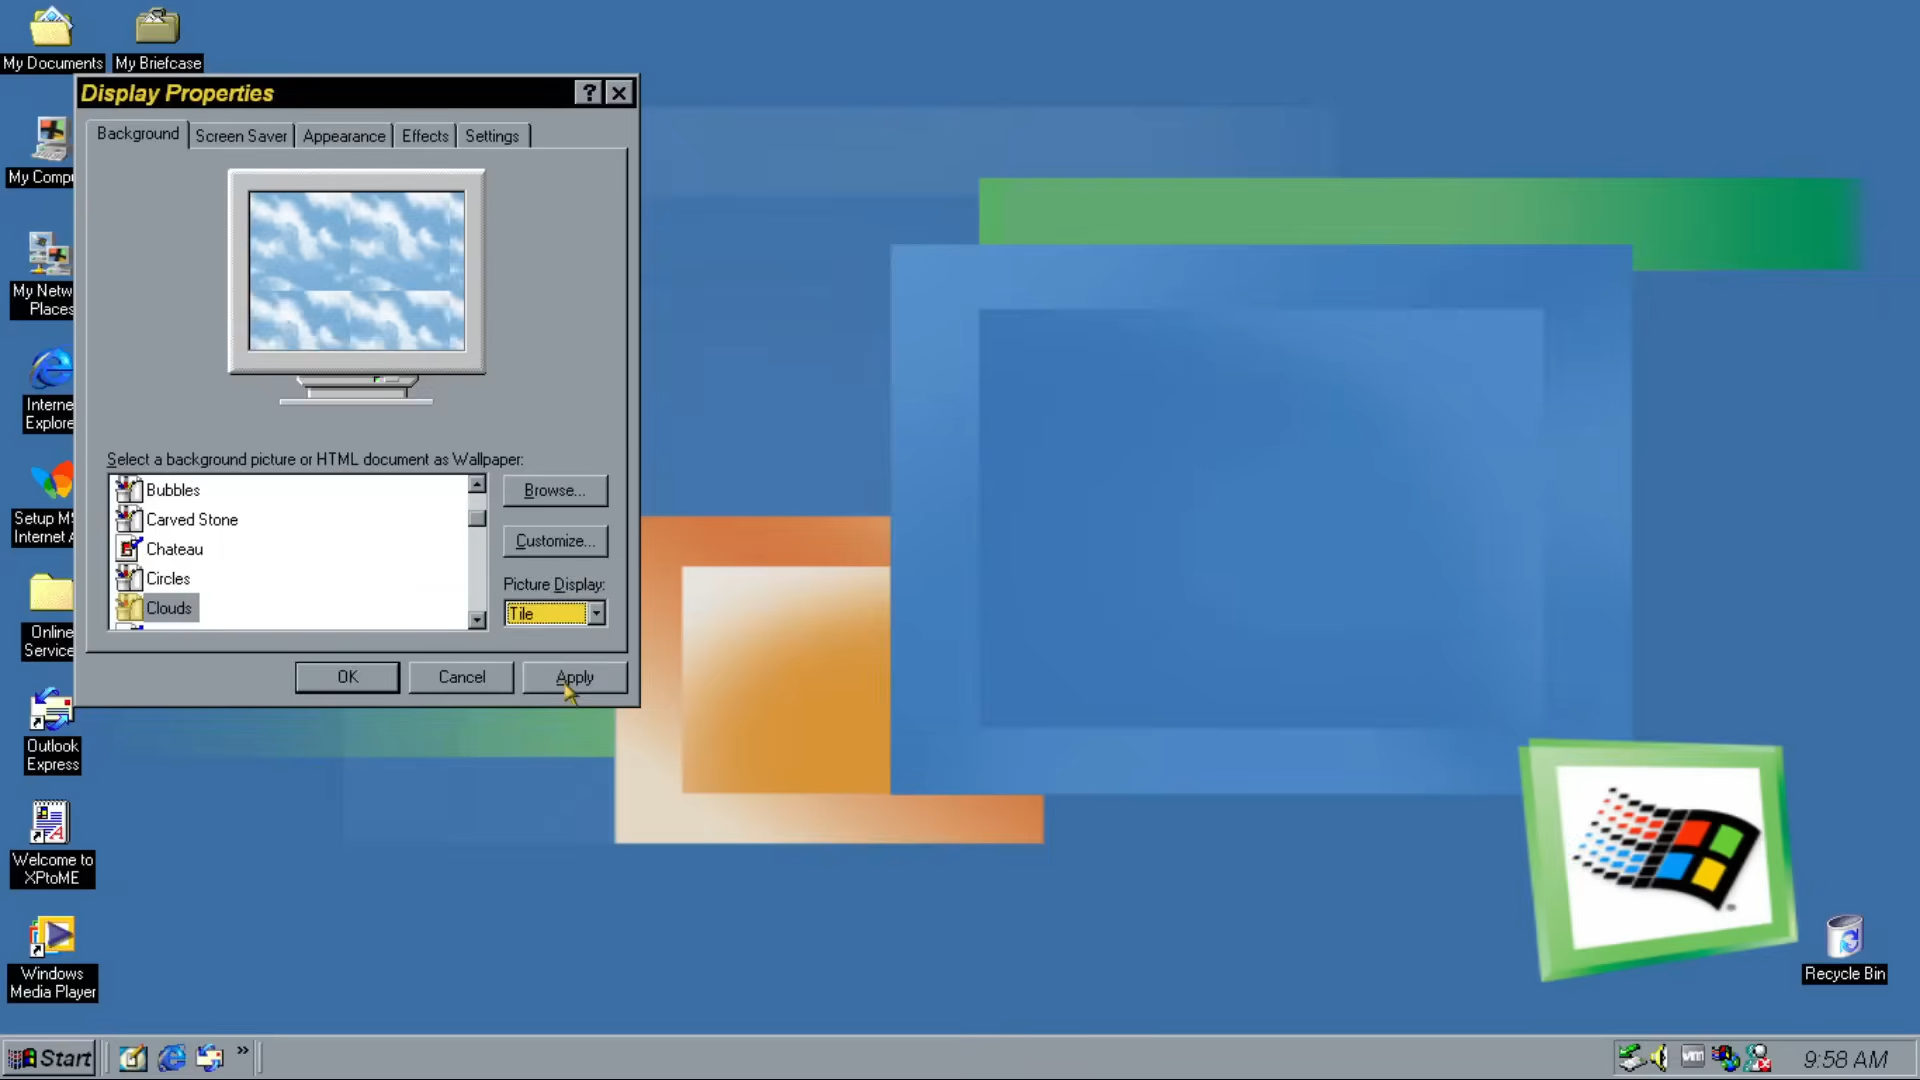 My Documents
My Briefcase
Display Properties
?
Background
Screen Saver
Appearance
Effects
Settings
My Compu
My Netw
Places
Interne
Explore
Select a background picture or HTML document as Wallpaper:
Bubbles
Carved Stone
Chateau
Circles
Clouds
Browse...
Customize...
Picture Display:
Tile
Setup MS
Internet A
Online
Service
OK
Cancel
Apply
Outlook
Express
Welcome to
XPtoME
Windows
Media Player
Recycle Bin
Start
»
vm
9:58 AM